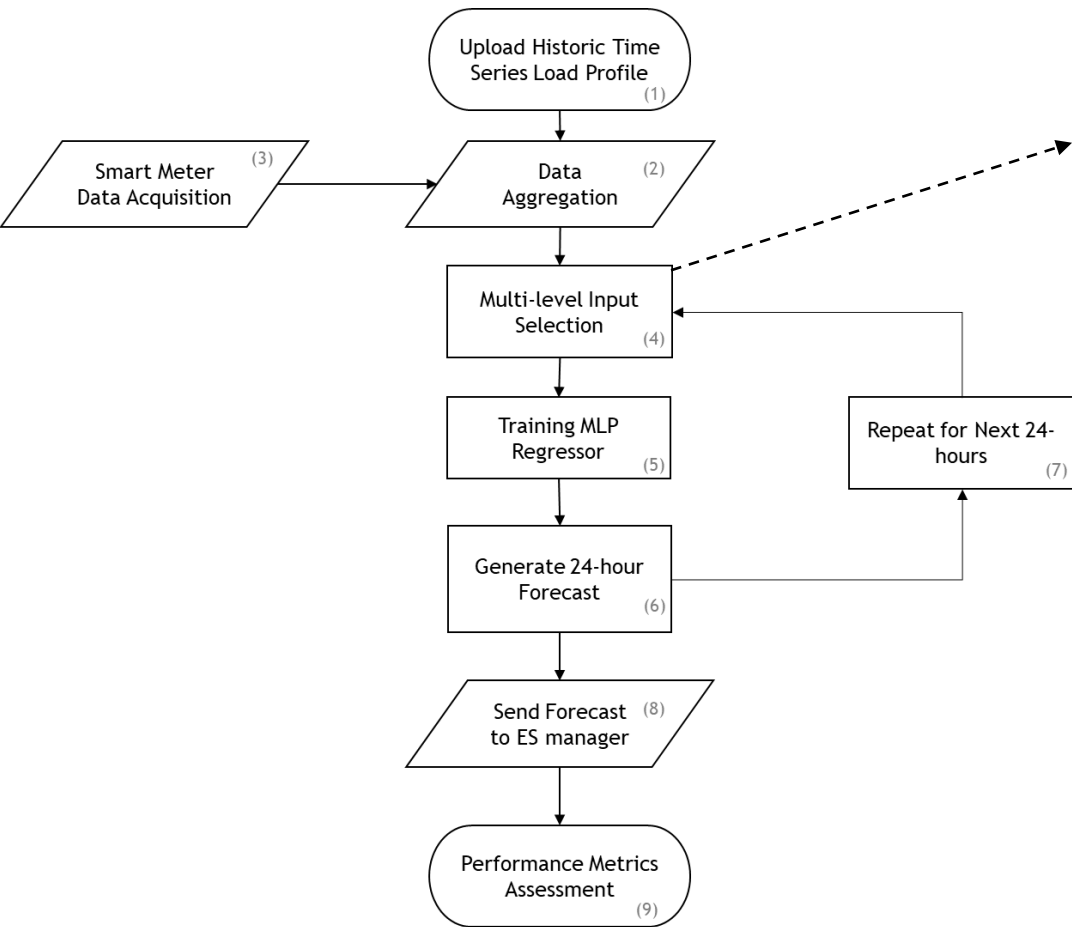 Upload Historic Time
Series Load Profile
(1)
Smart Meter
Data Acquisition
(3)
Data
Aggregation
(2)
Multi-level Input
Selection
(4)
Training MLP
Regressor
(5)
Repeat for Next 24-
hours
(7)
Generate 24-hour
Forecast
(6)
Send Forecast
to ES manager
(8)
Performance Metrics
Assessment
(9)